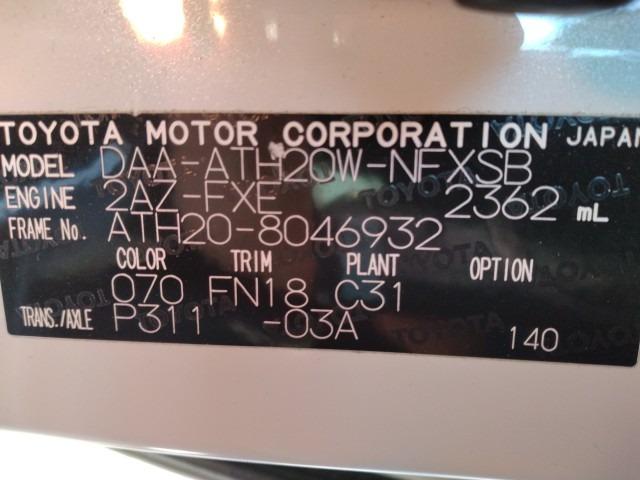 TOYOTA MOTOR CORPORATION JAPAN
MODEL DAA-ATH20W-NFXSB
ENGINE 2AZ-FXE 2362 mL
FRAME No. ATH20-8046932
COLOR TRIM PLANT OPTION
070 FN18 C31
TRANS./AXLE P311 -03A 140